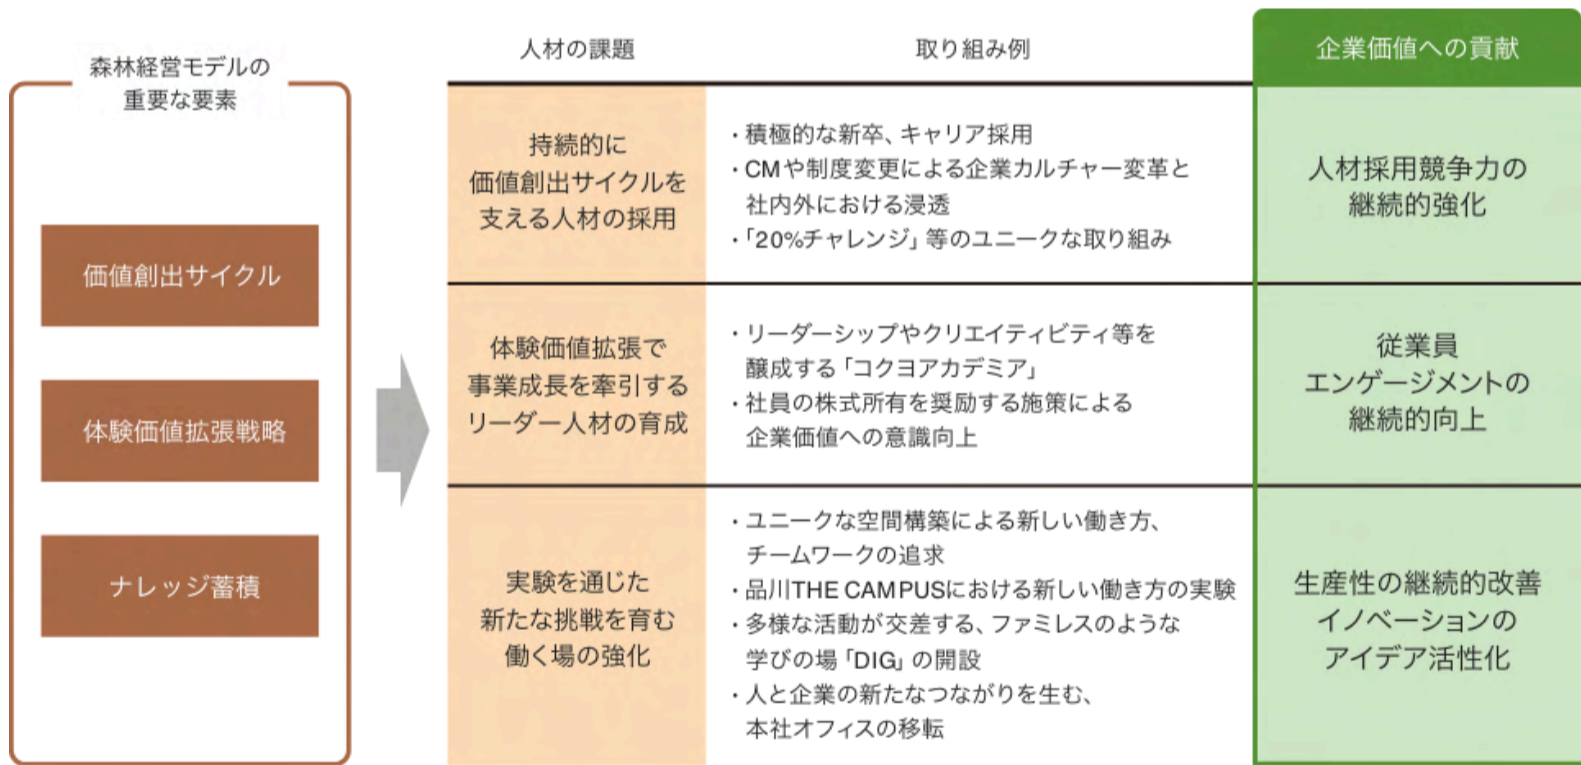 森林経営モデルの
重要な要素
価値創出サイクル
体験価値拡張戦略
ナレッジ蓄積
人材の課題
取り組み例
企業価値への貢献
持続的に
価値創出サイクルを
支える人材の採用
・積極的な新卒、キャリア採用
・CMや制度変更による企業カルチャー変革と
社内外における浸透
・「20%チャレンジ」等のユニークな取り組み
人材採用競争力の
継続的強化
体験価値拡張で
事業成長を牽引する
リーダー人材の育成
・リーダーシップやクリエイティビティ等を
醸成する「コクヨアカデミア」
・社員の株式所有を奨励する施策による
企業価値への意識向上
従業員
エンゲージメントの
継続的向上
実験を通じた
新たな挑戦を育む
働く場の強化
・ユニークな空間構築による新しい働き方、
チームワークの追求
・品川THE CAMPUSにおける新しい働き方の実験
・多様な活動が交差する、ファミレスのような
学びの場「DIG」の開設
・人と企業の新たなつながりを生む、
本社オフィスの移転
生産性の継続的改善
イノベーションの
アイデア活性化